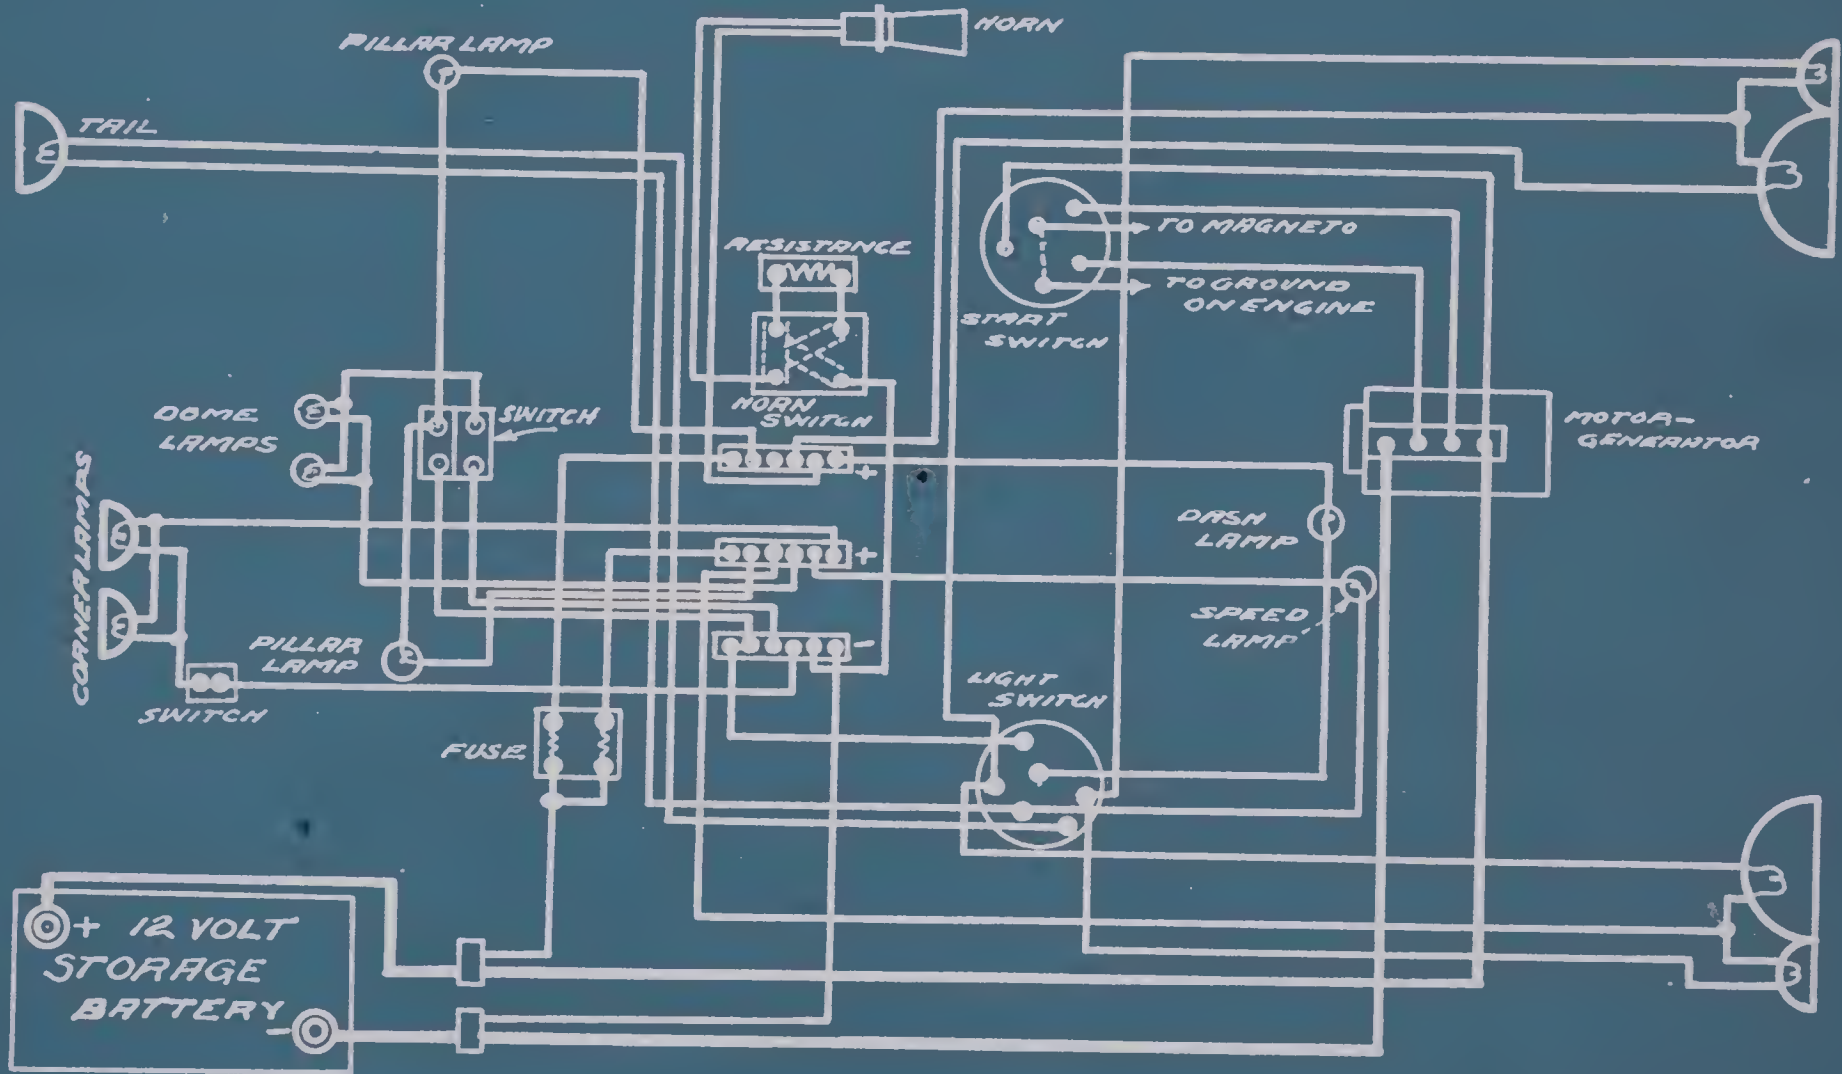 HORN
PILLAR LAMP
TAIL
TO MAGNETO
RESISTANCE
TO GROUND
ON ENGINE
START
SWITCH
DOME
LAMPS
SWITCH
HORN
SWITCH
MOTOR-
GENERATOR
+
CORNER LAMPS
DASH
LAMP
+
SPEED
LAMP
PILLAR
LAMP
-
LIGHT
SWITCH
SWITCH
FUSE
+ 12 VOLT
STORAGE
BATTERY
-